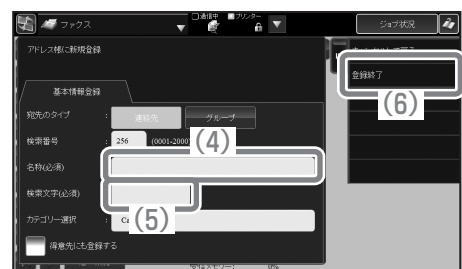 ファクス
送信中 プリンター
ジョブ状況
アドレス帳に新規登録
登録終了
(6)
基本情報登録
宛先のタイプ : 連絡先 グループ
(4)
検索番号 : 256 (0001-2000)
名称(必須)
検索文字(必須)
(5)
カテゴリー選択 : Ca
得意先にも登録する